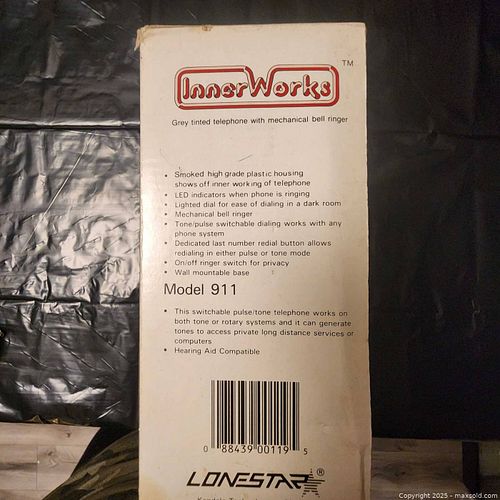 InnerWorks
TM
Grey tinted telephone with mechanical bell ringer
• Smoked high grade plastic housing
shows off inner working of telephone
• LED indicators when phone is ringing
• Lighted dial for ease of dialing in a dark room
• Mechanical bell ringer
• Tone/pulse switchable dialing works with any
phone system
• Dedicated last number redial button allows
redialing in either pulse or tone mode
• On/off ringer switch for privacy
• Wall mountable base
Model 911
• This switchable pulse/tone telephone works on
both tone or rotary systems and it can generate
tones to access private long distance services or
computers
• Hearing Aid Compatible
0 88439 00119 5
LONESTAR®
Copyright 2025 - maxsold.com